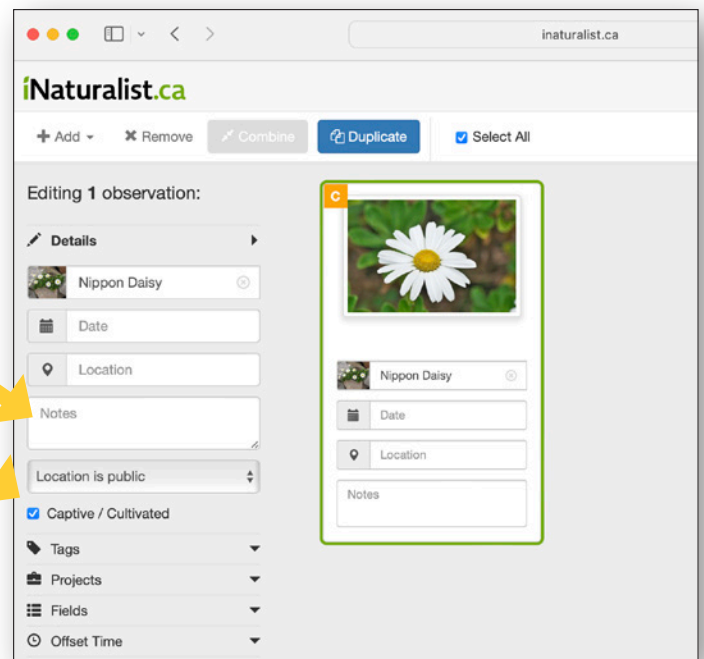 inaturalist.ca
iNaturalist.ca
Add
Remove
Combine
Duplicate
Select All
Editing 1 observation:
Details
Nippon Daisy
Date
Location
Notes
Location is public
Captive / Cultivated
Tags
Projects
Fields
Offset Time
C
Nippon Daisy
Date
Location
Notes